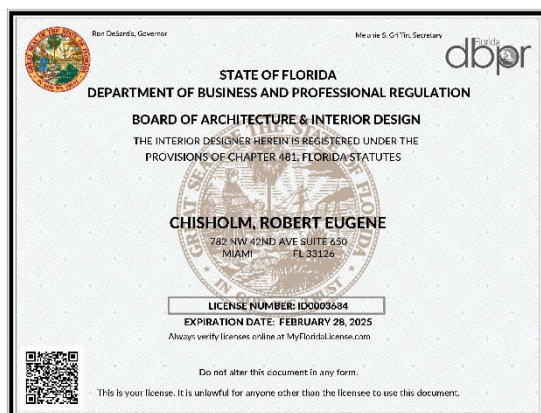 Ron DeSantis, Governor
Melanie S. Griffin, Secretary
Florida
dbpr
STATE OF FLORIDA
DEPARTMENT OF BUSINESS AND PROFESSIONAL REGULATION
BOARD OF ARCHITECTURE & INTERIOR DESIGN
THE INTERIOR DESIGNER HEREIN IS REGISTERED UNDER THE
PROVISIONS OF CHAPTER 481, FLORIDA STATUTES
CHISHOLM, ROBERT EUGENE
782 NW 42ND AVE SUITE 650
MIAMI FL 33126
LICENSE NUMBER: ID0003684
EXPIRATION DATE: FEBRUARY 28, 2025
Always verify licenses online at MyFloridaLicense.com
Do not alter this document in any form.
This is your license. It is unlawful for anyone other than the licensee to use this document.